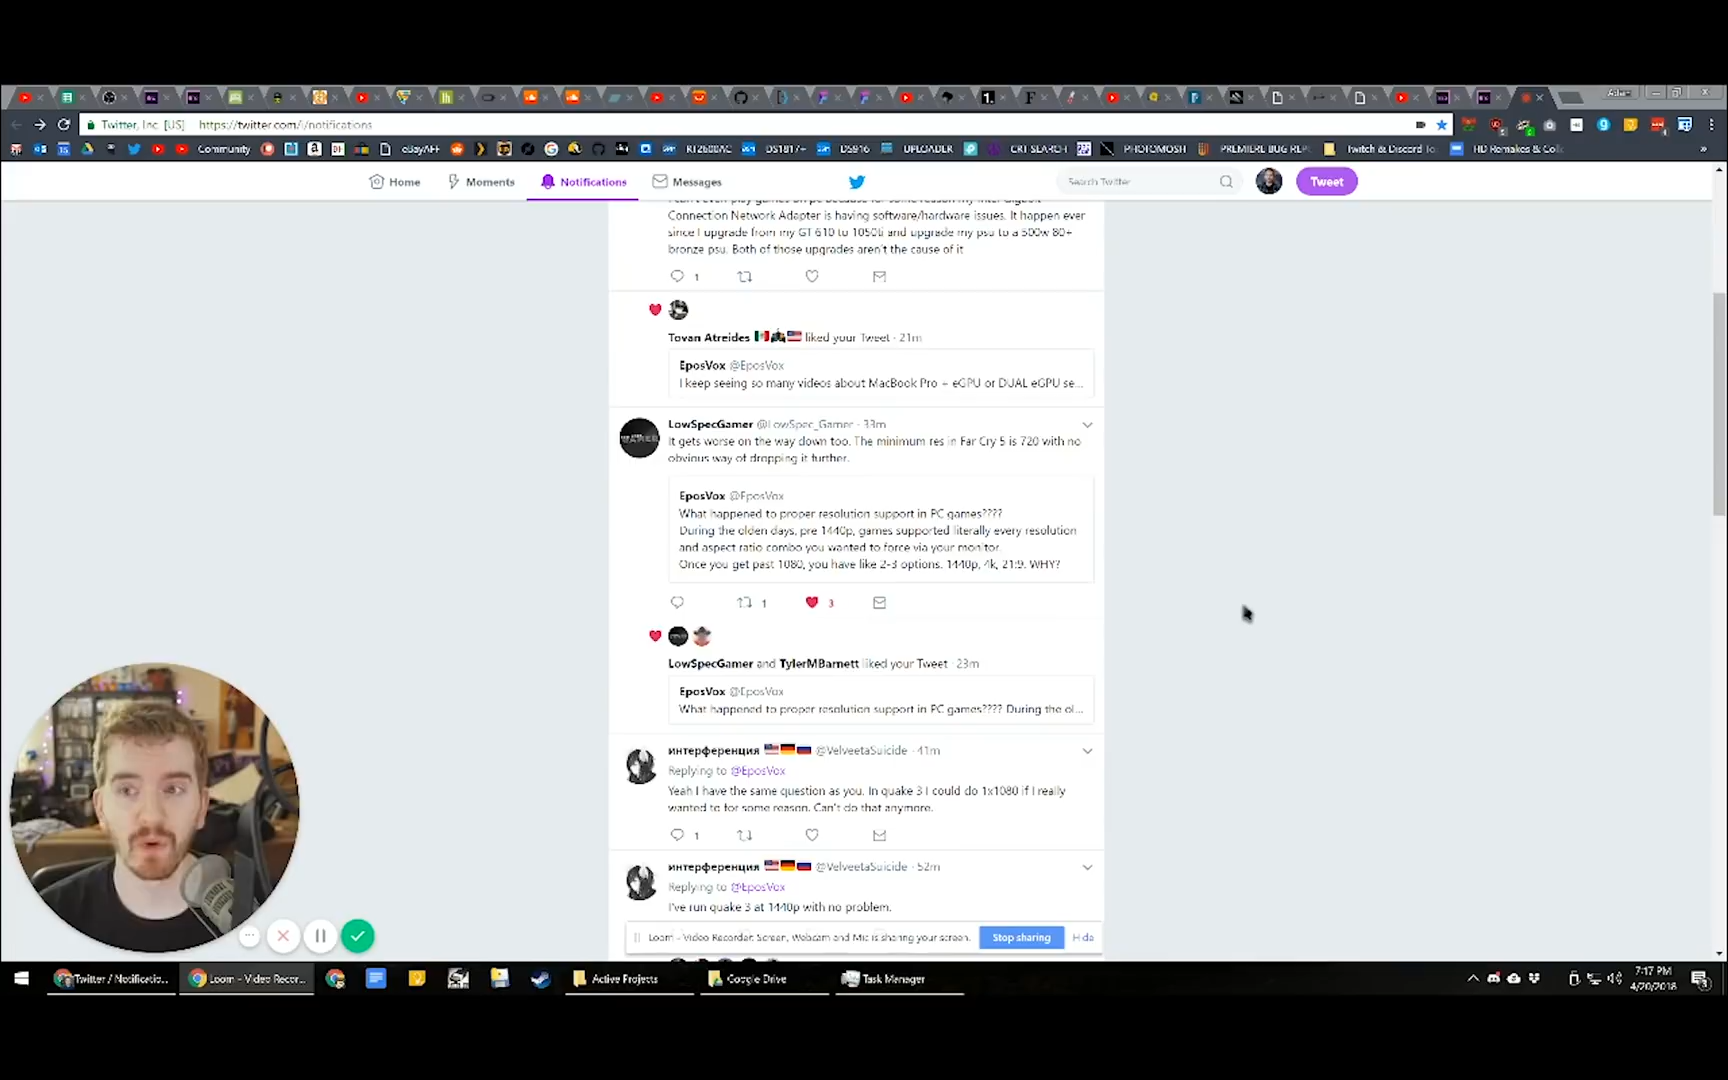 Adam
Twitter, Inc. [US] https://twitter.com/i/notifications
Community eBayAFF RT2600AC DS1817+ DS916 UPLOADER CRT SEARCH PHOTOMOSH PREMIERE BUG REP Twitch & Discord To HD Remakes & Coll
Home Moments Notifications Messages Search Twitter Tweet
Connection Network Adapter is having software/hardware issues. It happen ever
since I upgrade from my GT 610 to 1050ti and upgrade my psu to a 500w 80+
bronze psu. Both of those upgrades aren't the cause of it
1
Tovan Atreides liked your Tweet · 21m
EposVox @EposVox
I keep seeing so many videos about MacBook Pro + eGPU or DUAL eGPU se...
LowSpecGamer @LowSpec_Gamer · 33m
It gets worse on the way down too. The minimum res in Far Cry 5 is 720 with no
obvious way of dropping it further.
EposVox @EposVox
What happened to proper resolution support in PC games????
During the olden days, pre 1440p, games supported literally every resolution
and aspect ratio combo you wanted to force via your monitor.
Once you get past 1080, you have like 2-3 options. 1440p, 4k, 21:9. WHY?
1 3
LowSpecGamer and TylerMBarnett liked your Tweet · 23m
EposVox @EposVox
What happened to proper resolution support in PC games???? During the ol...
интерференция @VelveetaSuicide · 41m
Replying to @EposVox
Yeah I have the same question as you. In quake 3 I could do 1x1080 if I really
wanted to for some reason. Can't do that anymore.
1
интерференция @VelveetaSuicide · 52m
Replying to @EposVox
I've run quake 3 at 1440p with no problem.
Loom - Video Recorder: Screen, Webcam and Mic is sharing your screen. Stop sharing Hide
Twitter / Notificatio... Loom - Video Recor... Active Projects Google Drive Task Manager
7:17 PM
4/20/2018